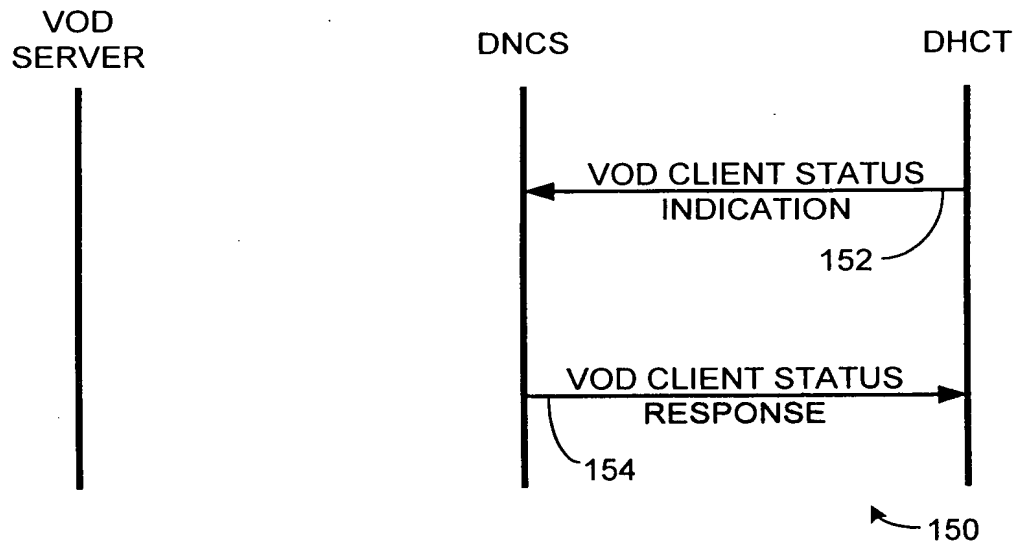 VOD
SERVER
DNCS
DHCT
VOD CLIENT STATUS
INDICATION
152
VOD CLIENT STATUS
RESPONSE
154
150